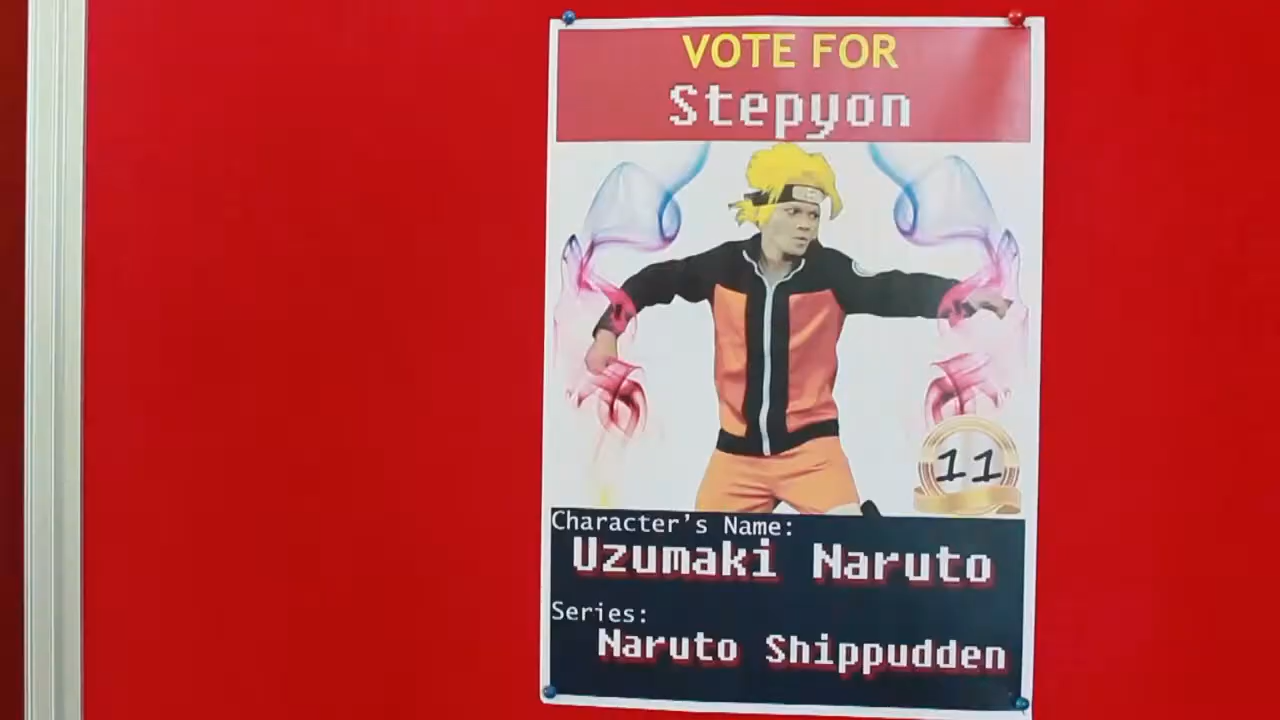 VOTE FOR
Stepyon
11
Character's Name:
Uzumaki Naruto
Series:
Naruto Shippudden